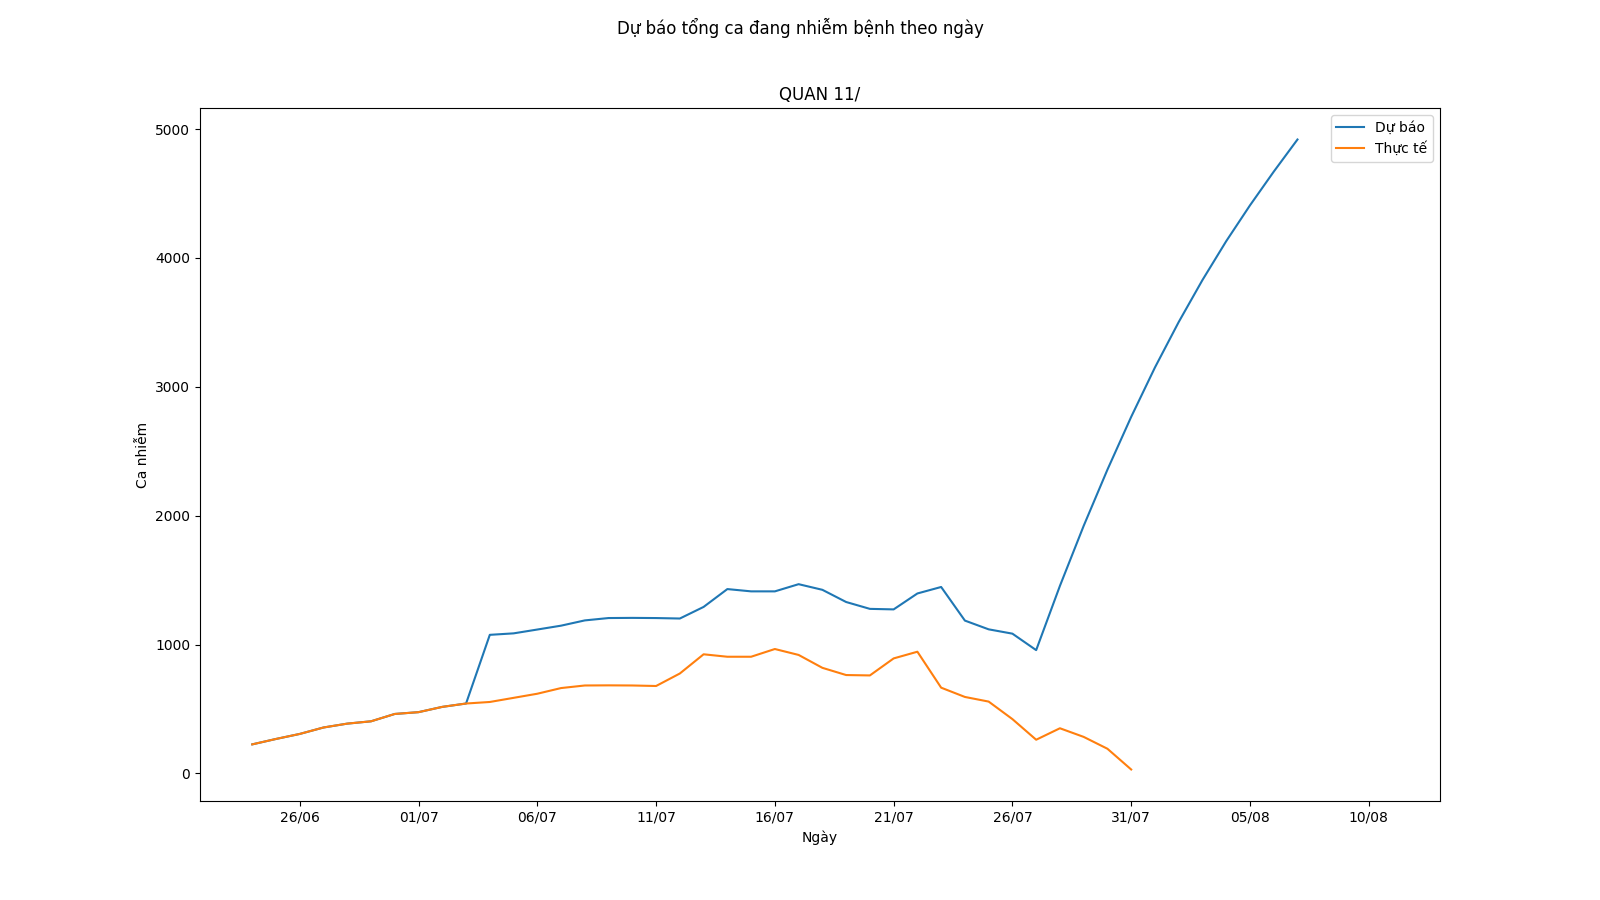 Dự báo tổng ca đang nhiễm bệnh theo ngày
QUAN 11/
Dự báo
Thực tế
Ca nhiễm
5000
4000
3000
2000
1000
0
26/06 01/07 06/07 11/07 16/07 21/07 26/07 31/07 05/08 10/08
Ngày